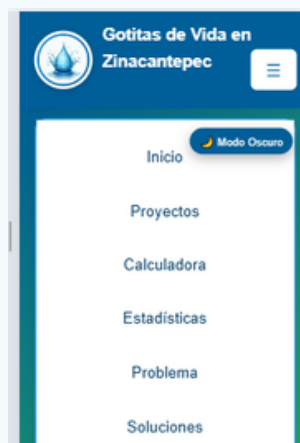 Gotitas de Vida en
Zinacantepec
☰
🌙 Modo Oscuro
Inicio
Proyectos
Calculadora
Estadísticas
Problema
Soluciones